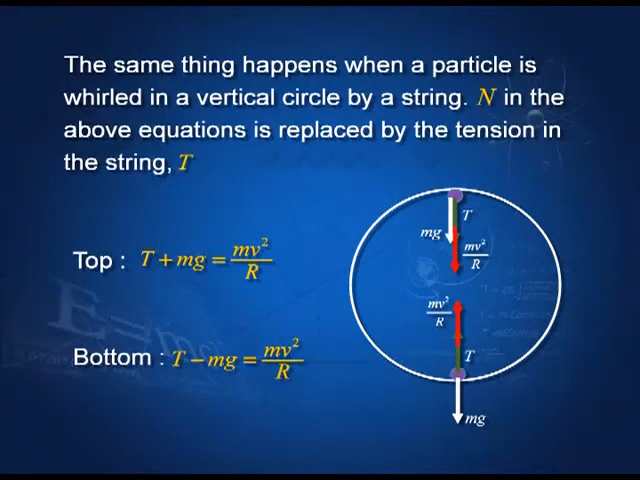 The same thing happens when a particle is
whirled in a vertical circle by a string. N in the
above equations is replaced by the tension in
the string, T
Top : T + mg = mv²/R
Bottom : T − mg = mv²/R
T
mg
mv²/R
mv²/R
T
mg